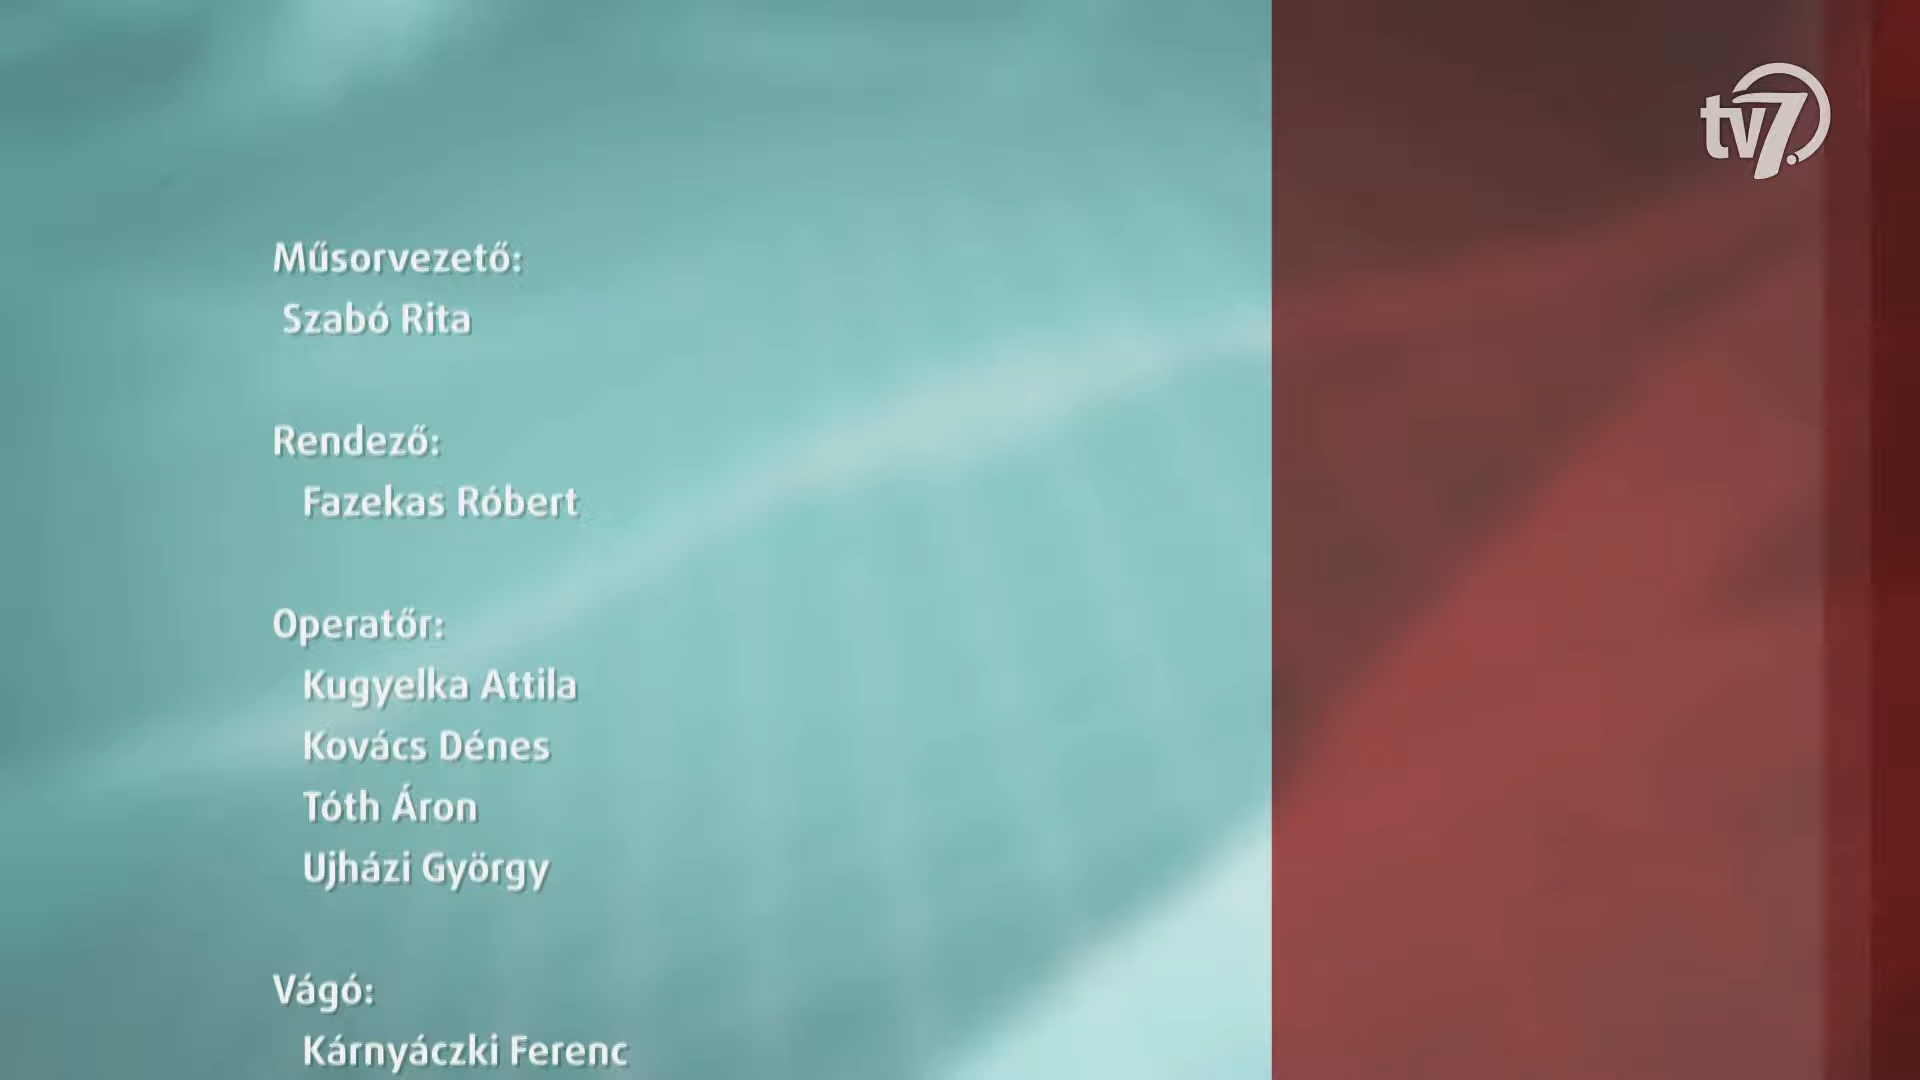 tv7
Műsorvezető:
Szabó Rita
Rendező:
Fazekas Róbert
Operatőr:
Kugyelka Attila
Kovács Dénes
Tóth Áron
Ujházi György
Vágó:
Kárnyáczki Ferenc